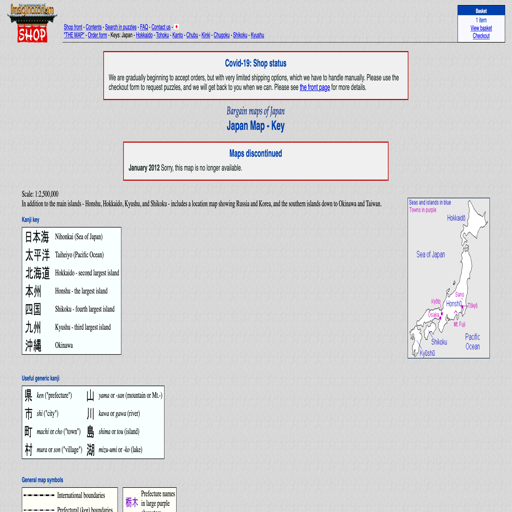 SHOP
Shop front - Contents - Search in puzzles - FAQ - Contact us -
"THE MAP" - Order form - Keys: Japan - Hokkaido - Tohoku - Kanto - Chubu - Kinki - Chugoku - Shikoku - Kyushu
Basket
1 item
View basket
Checkout
Covid-19: Shop status
We are gradually beginning to accept orders, but with very limited shipping options, which we have to handle manually. Please use the
checkout form to request puzzles, and we will get back to you when we can. Please see the front page for more details.
Bargain maps of Japan
Japan Map - Key
Maps discontinued
January 2012 Sorry, this map is no longer available.
Scale: 1:2,500,000
In addition to the main islands - Honshu, Hokkaido, Kyushu, and Shikoku - includes a location map showing Russia and Korea, and the southern islands down to Okinawa and Taiwan.
Kanji key
日本海 Nihonkai (Sea of Japan)
太平洋 Taiheiyo (Pacific Ocean)
北海道 Hokkaido - second largest island
本州 Honshu - the largest island
四国 Shikoku - fourth largest island
九州 Kyushu - third largest island
沖縄 Okinawa
Seas and islands in blue
Towns in purple
Hokkaidō
Sea of Japan
Kyōto
Honshū
Tōkyō
Ōsaka
Mt. Fuji
Shikoku
Pacific
Ocean
Kyūshū
Useful generic kanji
県 ken ("prefecture") 山 yama or -san (mountain or Mt.-)
市 shi ("city") 川 kawa or gawa (river)
町 machi or cho ("town") 島 shima or tou (island)
村 mura or son ("village") 湖 mizu-umi or -ko (lake)
General map symbols
International boundaries
Prefectural (ken) boundaries
栃木 Prefecture names
in large purple
characters